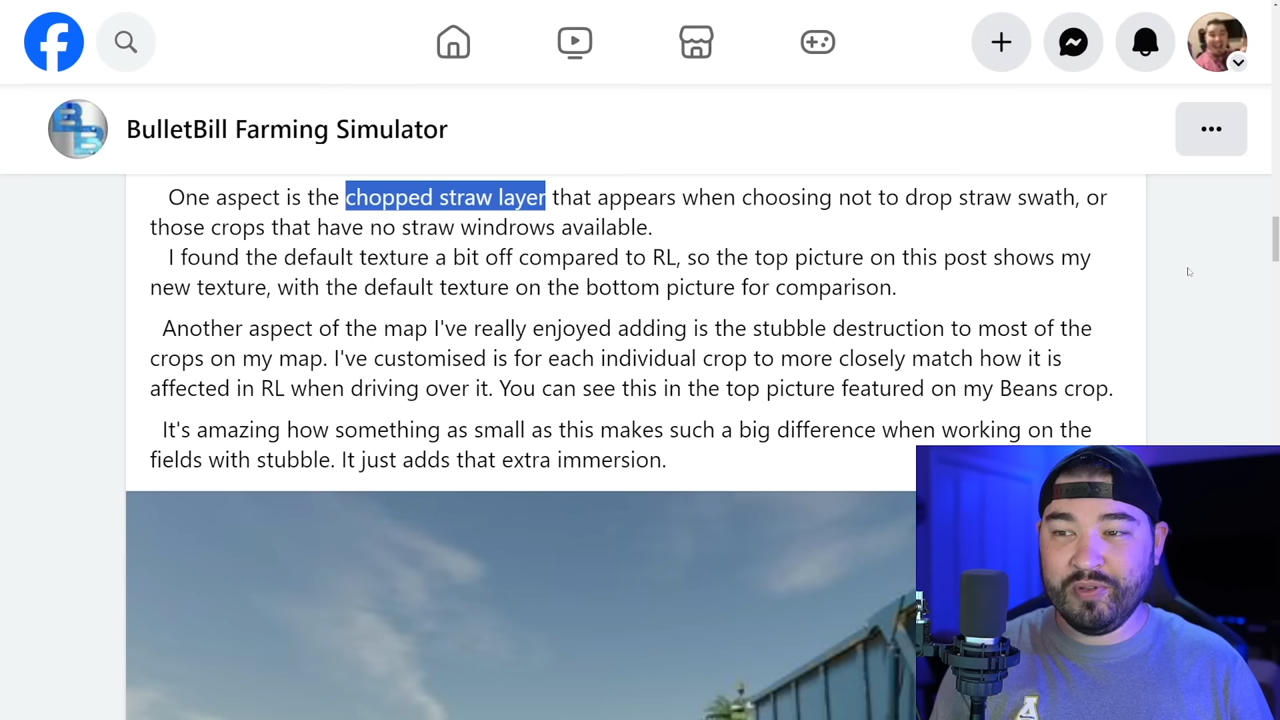 BulletBill Farming Simulator
One aspect is the chopped straw layer that appears when choosing not to drop straw swath, or
those crops that have no straw windrows available.
I found the default texture a bit off compared to RL, so the top picture on this post shows my
new texture, with the default texture on the bottom picture for comparison.
Another aspect of the map I've really enjoyed adding is the stubble destruction to most of the
crops on my map. I've customised is for each individual crop to more closely match how it is
affected in RL when driving over it. You can see this in the top picture featured on my Beans crop.
It's amazing how something as small as this makes such a big difference when working on the
fields with stubble. It just adds that extra immersion.